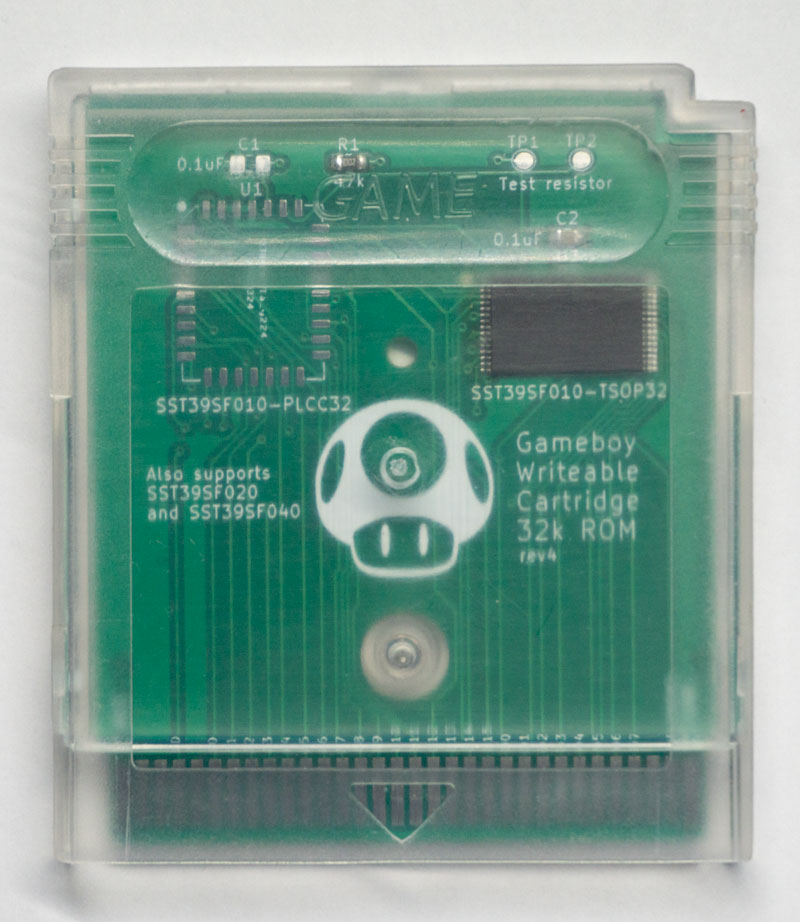 C1
R1
TP1 TP2
0.1uF
47k
U1
GAME
Test resistor
C2
0.1uF
SST39SF010-PLCC32
SST39SF010-TSOP32
Also supports
SST39SF020
and SST39SF040
Gameboy
Writeable
Cartridge
32k ROM
rev4